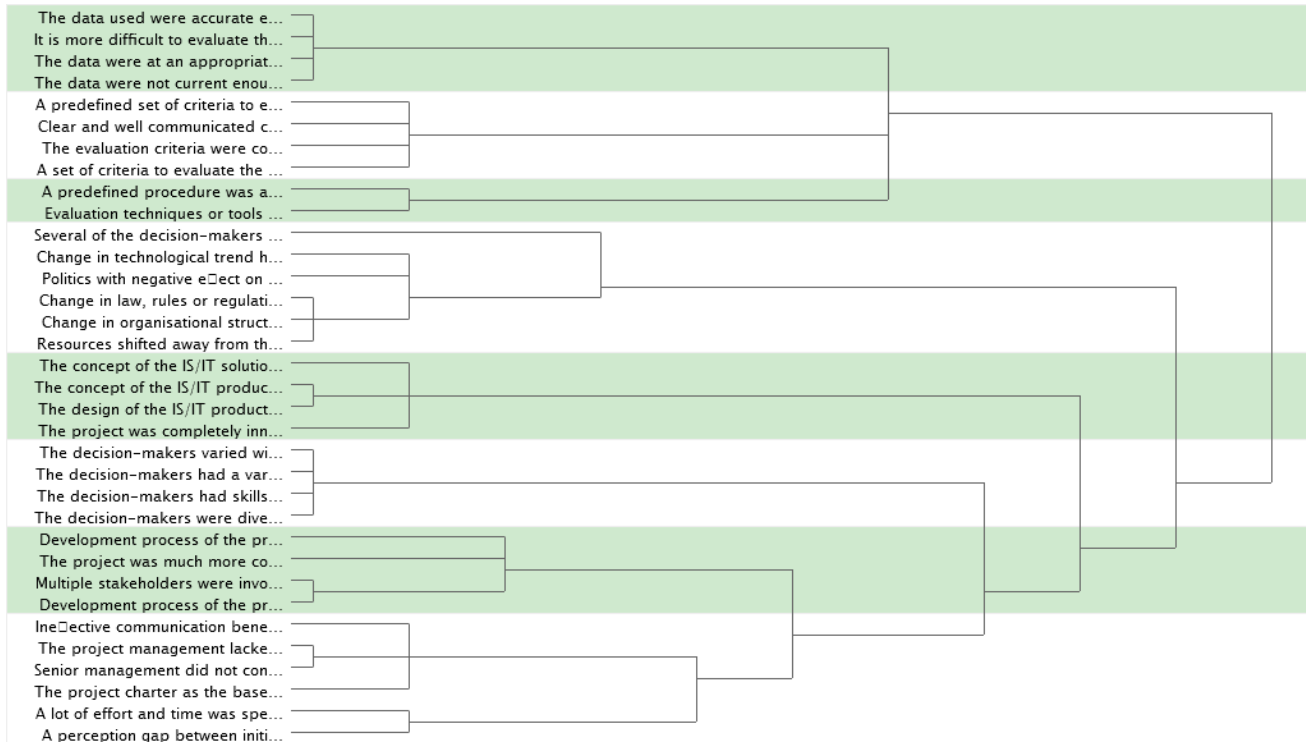 The data used were accurate e...
It is more difficult to evaluate th...
The data were at an appropriat...
The data were not current enou...
A predefined set of criteria to e...
Clear and well communicated c...
The evaluation criteria were co...
A set of criteria to evaluate the ...
A predefined procedure was a...
Evaluation techniques or tools ...
Several of the decision-makers ...
Change in technological trend h...
Politics with negative e□ect on ...
Change in law, rules or regulati...
Change in organisational struct...
Resources shifted away from th...
The concept of the IS/IT solutio...
The concept of the IS/IT produc...
The design of the IS/IT product...
The project was completely inn...
The decision-makers varied wi...
The decision-makers had a var...
The decision-makers had skills...
The decision-makers were dive...
Development process of the pr...
The project was much more co...
Multiple stakeholders were invo...
Development process of the pr...
Ine□ective communication bene...
The project management lacke...
Senior management did not con...
The project charter as the base...
A lot of effort and time was spe...
A perception gap between initi...